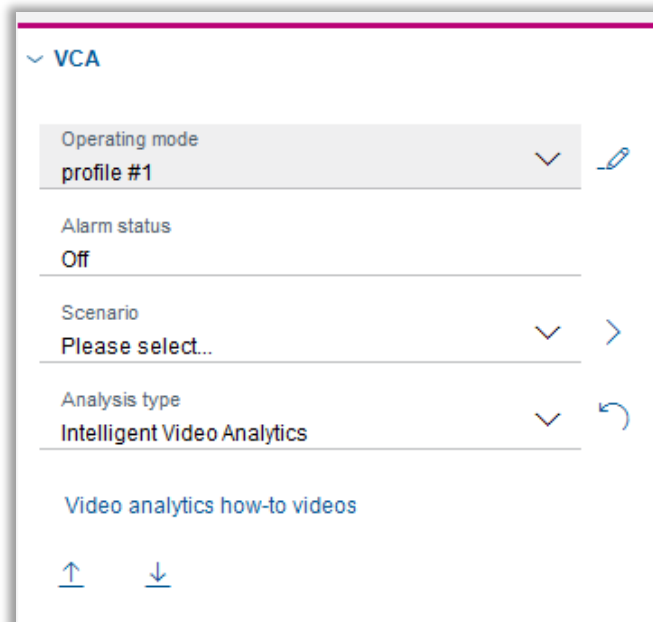 VCA
Operating mode
profile #1
Alarm status
Off
Scenario
Please select...
Analysis type
Intelligent Video Analytics
Video analytics how-to videos